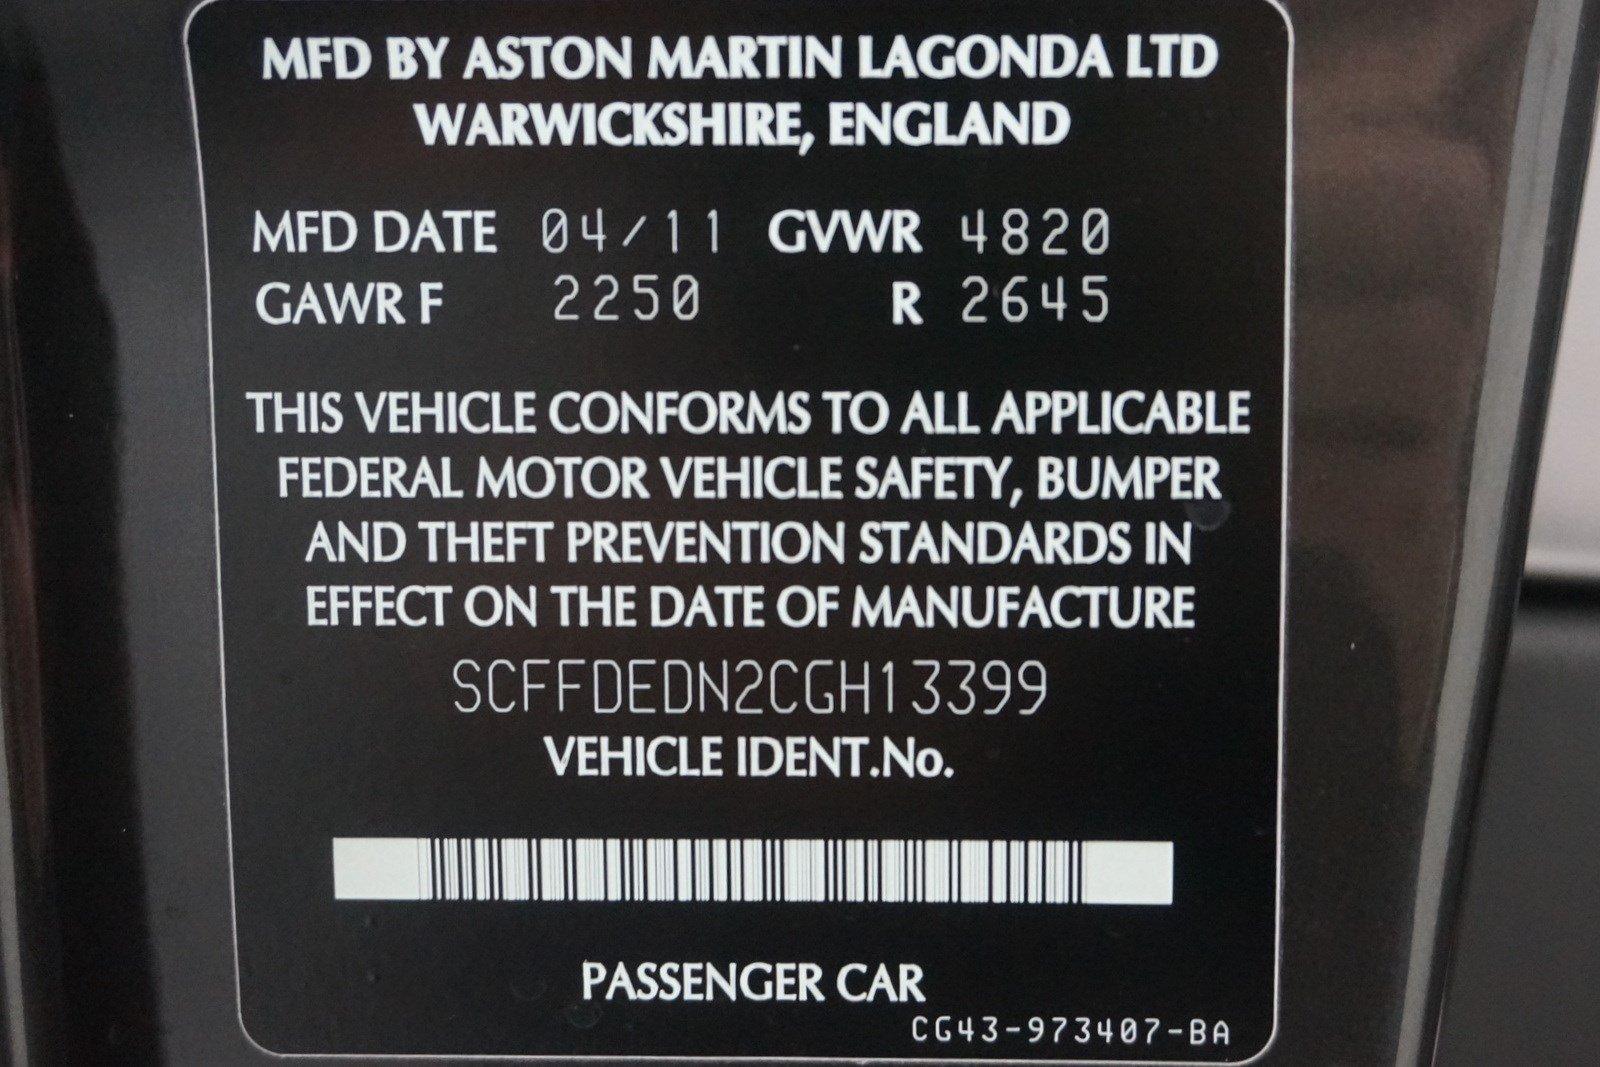 MFD BY ASTON MARTIN LAGONDA LTD
WARWICKSHIRE, ENGLAND
MFD DATE 04/11 GVWR 4820
GAWR F 2250 R 2645
THIS VEHICLE CONFORMS TO ALL APPLICABLE
FEDERAL MOTOR VEHICLE SAFETY, BUMPER
AND THEFT PREVENTION STANDARDS IN
EFFECT ON THE DATE OF MANUFACTURE
SCFFDEDN2CGH13399
VEHICLE IDENT.No.
PASSENGER CAR
CG43-973407-BA